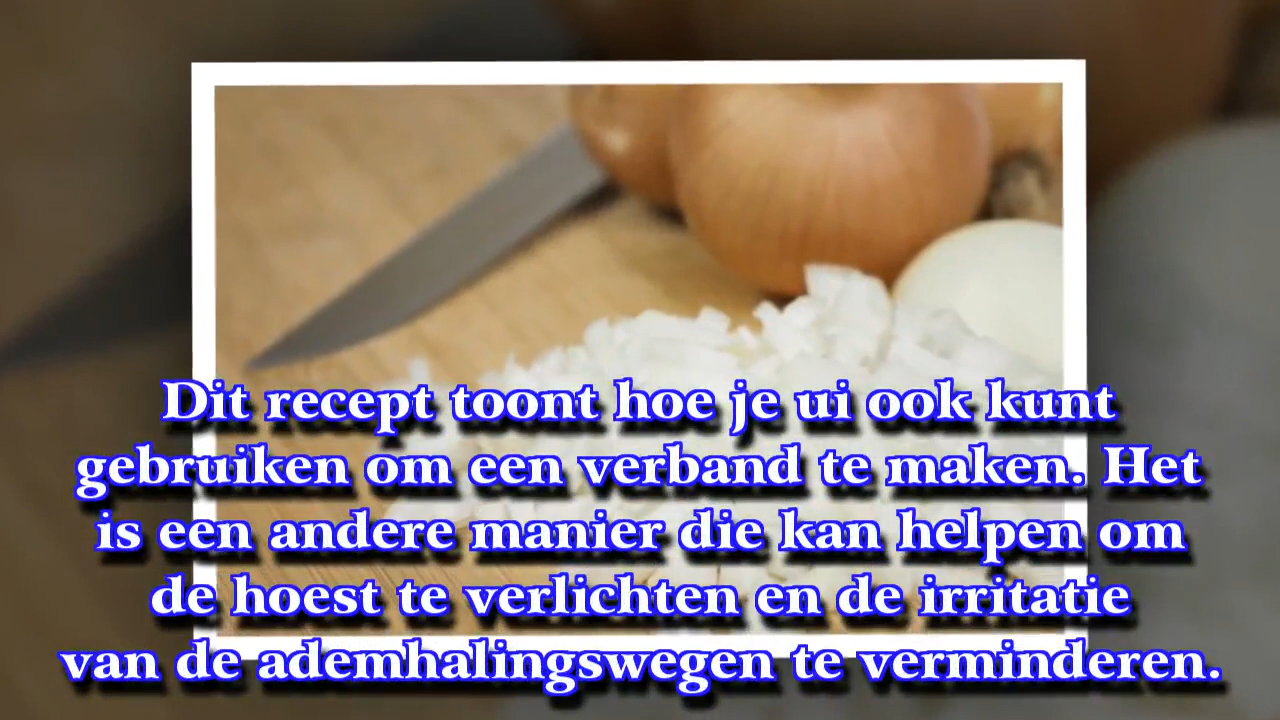 Dit recept toont hoe je ui ook kunt
gebruiken om een verband te maken. Het
is een andere manier die kan helpen om
de hoest te verlichten en de irritatie
van de ademhalingswegen te verminderen.